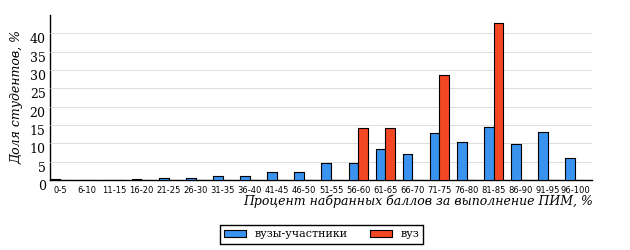 Доля студентов, %
40
35
30
25
20
15
10
5
0
0-5 6-10 11-15 16-20 21-25 26-30 31-35 36-40 41-45 46-50 51-55 56-60 61-65 66-70 71-75 76-80 81-85 86-90 91-95 96-100
Процент набранных баллов за выполнение ПИМ, %
вузы-участники вуз